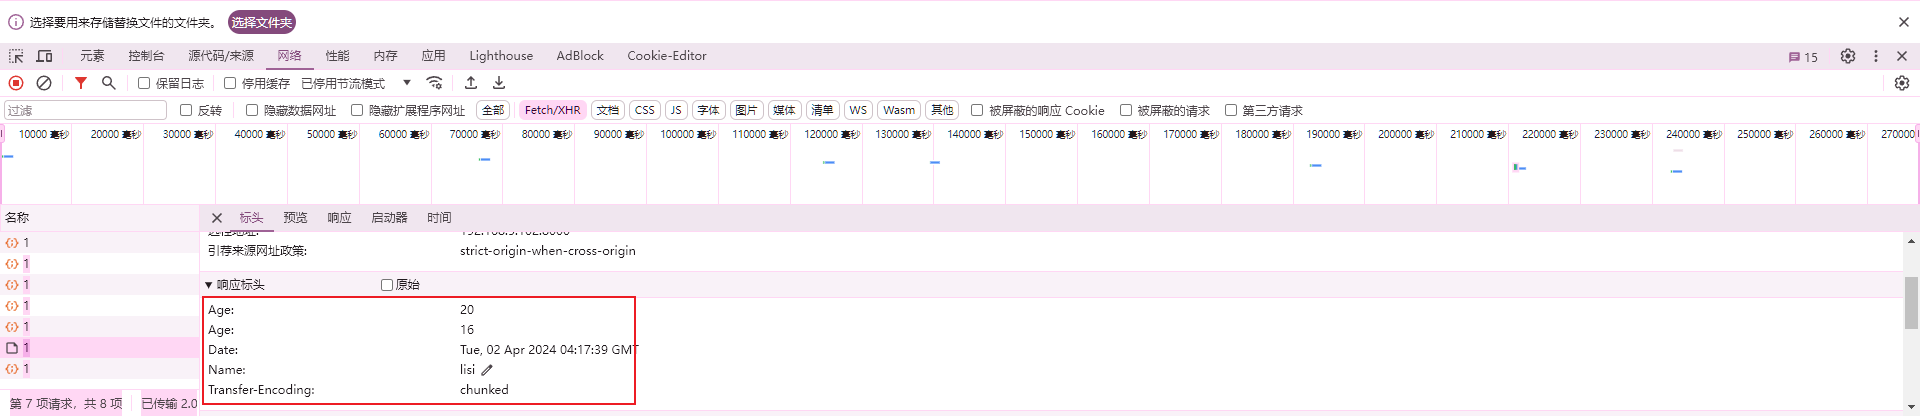 选择要用来存储替换文件的文件夹。 选择文件夹
元素 控制台 源代码/来源 网络 性能 内存 应用 Lighthouse AdBlock Cookie-Editor 15
保留日志 停用缓存 已停用节流模式
过滤 反转 隐藏数据网址 隐藏扩展程序网址 全部 Fetch/XHR 文档 CSS JS 字体 图片 媒体 清单 WS Wasm 其他 被屏蔽的响应 Cookie 被屏蔽的请求 第三方请求
10000 毫秒 20000 毫秒 30000 毫秒 40000 毫秒 50000 毫秒 60000 毫秒 70000 毫秒 80000 毫秒 90000 毫秒 100000 毫秒 110000 毫秒 120000 毫秒 130000 毫秒 140000 毫秒 150000 毫秒 160000 毫秒 170000 毫秒 180000 毫秒 190000 毫秒 200000 毫秒 210000 毫秒 220000 毫秒 230000 毫秒 240000 毫秒 250000 毫秒 260000 毫秒 27000
名称 标头 预览 响应 启动器 时间
1
1
1
1
1
1
1
引荐来源网址政策: strict-origin-when-cross-origin
响应标头 原始
Age: 20
Age: 16
Date: Tue, 02 Apr 2024 04:17:39 GMT
Name: lisi
Transfer-Encoding: chunked
第 7 项请求，共 8 项 已传输 2.0